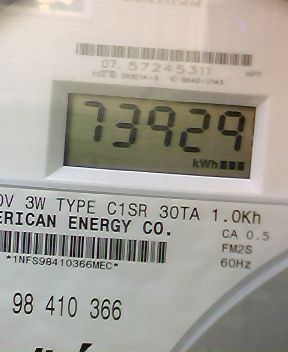 07 57245311
73929
kWh
0V 3W TYPE C1SR 30TA 1.0Kh
ERICAN ENERGY CO.
CA 0.5
FM2S
60Hz
*1NFS98410366MEC*
98 410 366